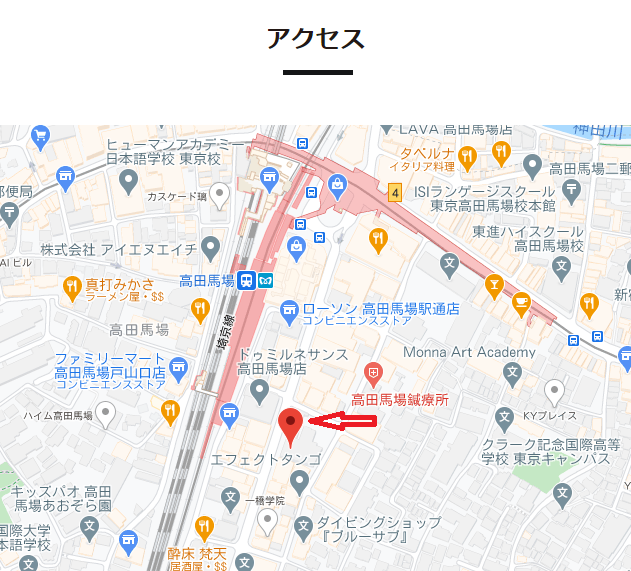 アクセス
LAVA 高田馬場店
神田川
ヒューマンアカデミー
日本語学校 東京校
タベルナ
イタリア料理
高田馬場二郵
カスケード璃
4
ISIランゲージスクール
東京高田馬場校本館
郵便局
東進ハイスクール
高田馬場校
株式会社 アイエヌエイチ
AI ビル
高田馬場
真打みかさ
ラーメン屋・$$
新宿
ローソン 高田馬場駅通店
コンビニエンスストア
高田馬場
埼京線
ファミリーマート
高田馬場戸山口店
コンビニエンスストア
ドゥミルネサンス
高田馬場店
Monna Art Academy
高田馬場鍼療所
ハイム高田馬場
KYプレイス
クラーク記念国際高等
学校 東京キャンパス
エフェクトタンゴ
キッズパオ 高田
馬場あおぞら園
一橋学院
国際大学
本語学校
ダイビングショップ
『ブルーサブ』
酔床 梵天
居酒屋・$$